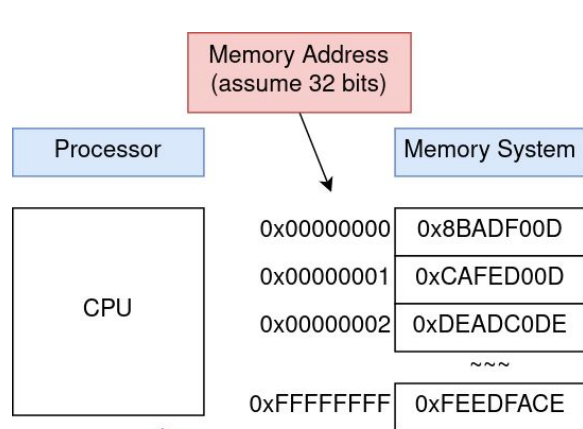 Memory Address
(assume 32 bits)
Processor
Memory System
0x00000000 0x8BADF00D
0x00000001 0xCAFED00D
CPU
0x00000002 0xDEADC0DE
~~~
0xFFFFFFFF 0xFEEDFACE